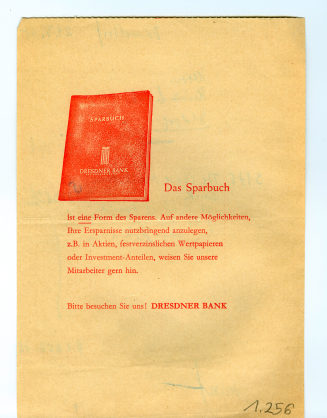 SPARBUCH
DRESDNER BANK
Das Sparbuch
ist eine Form des Sparens. Auf andere Möglichkeiten,
Ihre Ersparnisse nutzbringend anzulegen,
z.B. in Aktien, festverzinslichen Wertpapieren
oder Investment-Anteilen, weisen Sie unsere
Mitarbeiter gern hin.
Bitte besuchen Sie uns! DRESDNER BANK
1.256